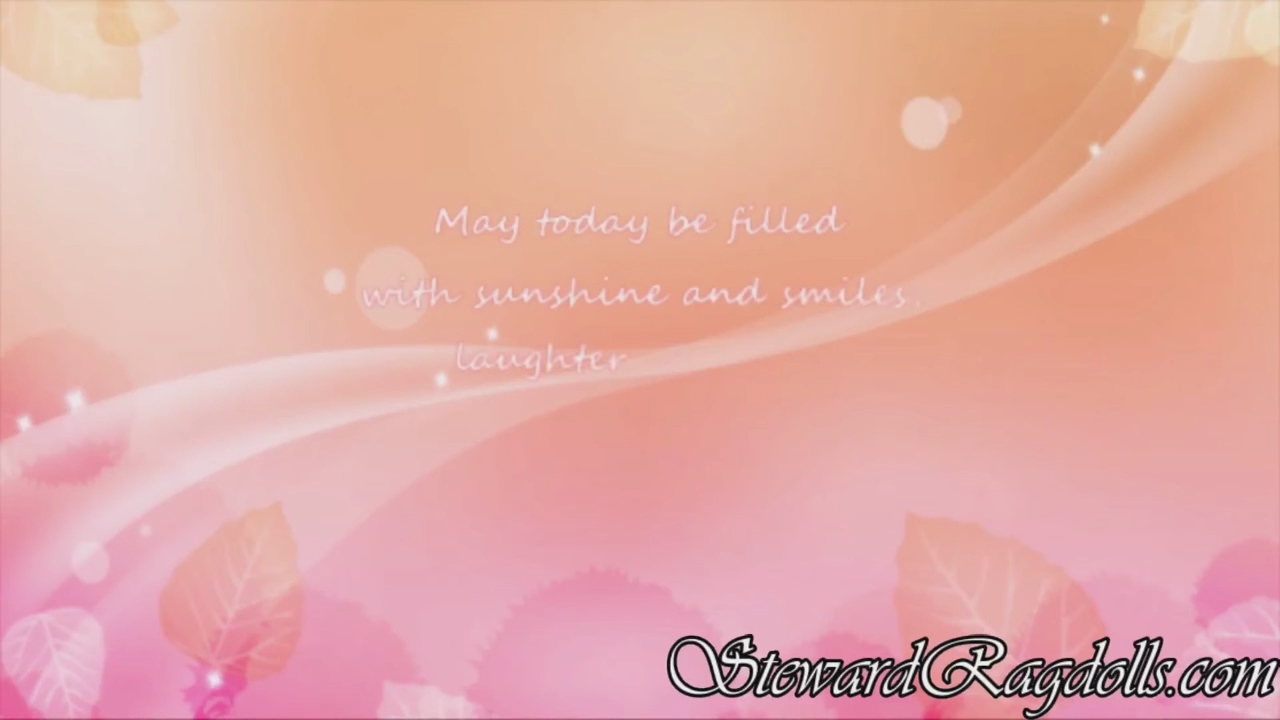 May today be filled
with sunshine and smiles,
laughter
StewardRagdolls.com